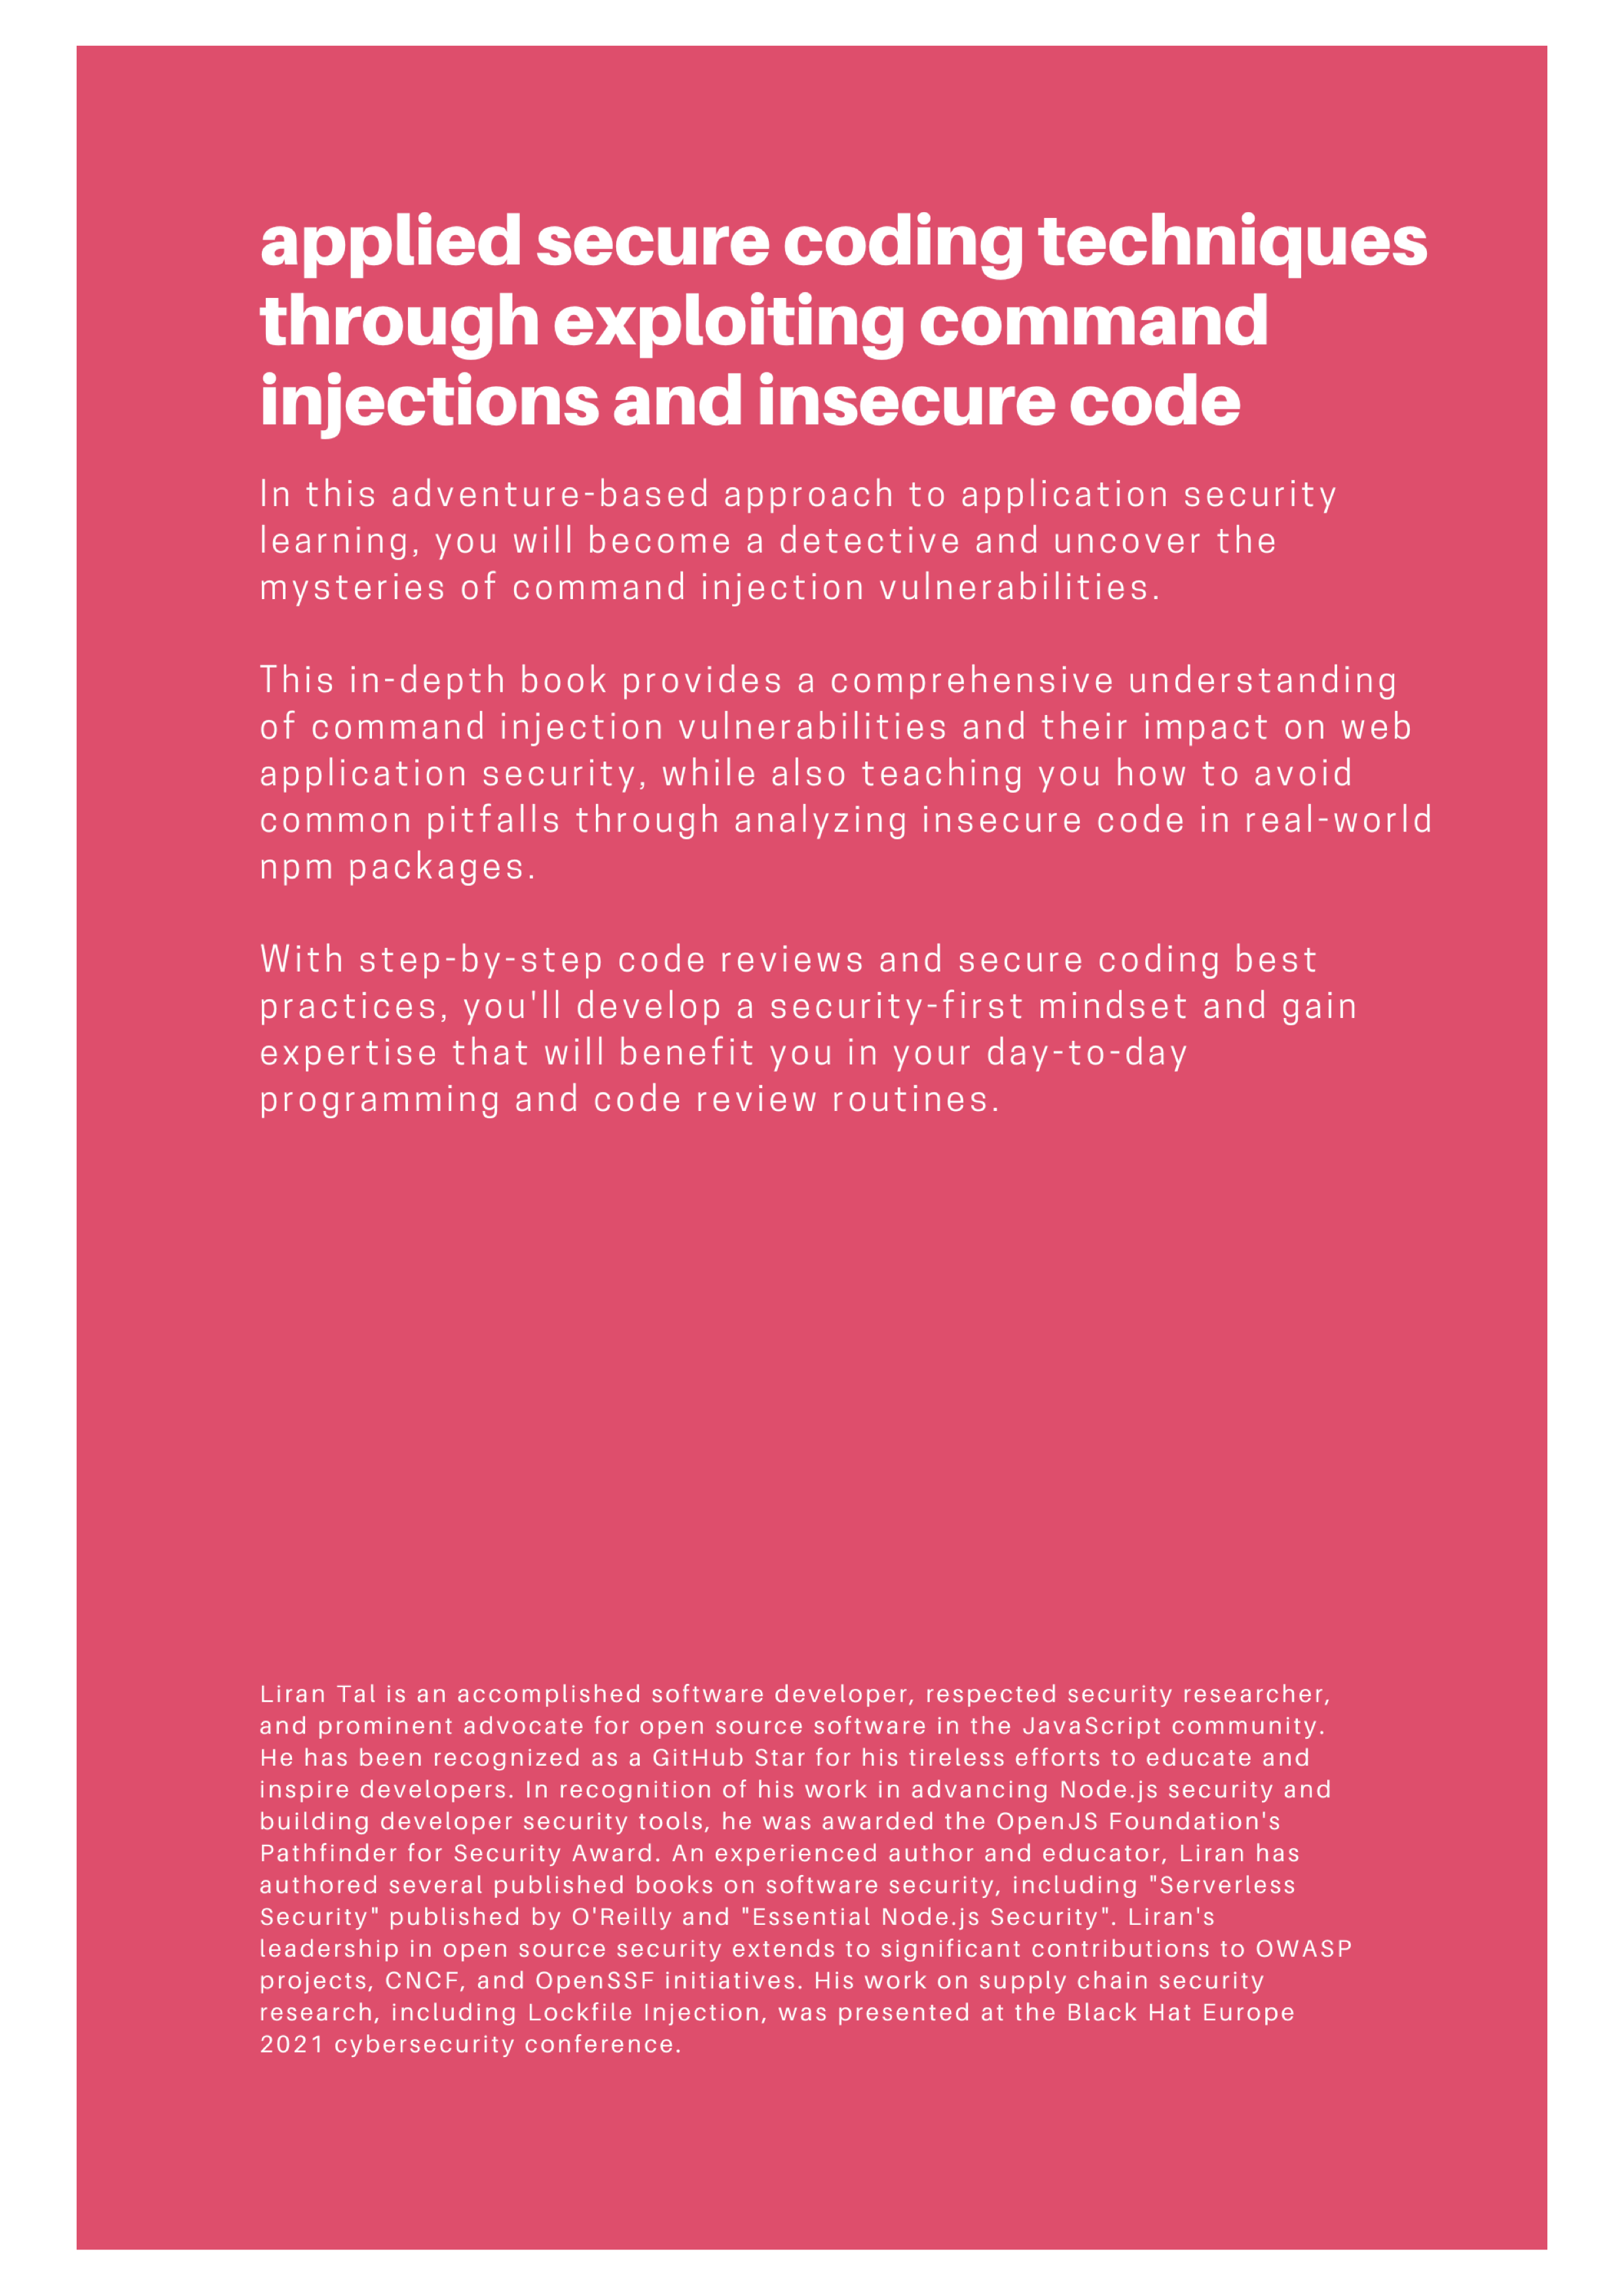 applied secure coding techniques
through exploiting command
injections and insecure code
In this adventure-based approach to application security
learning, you will become a detective and uncover the
mysteries of command injection vulnerabilities.
This in-depth book provides a comprehensive understanding
of command injection vulnerabilities and their impact on web
application security, while also teaching you how to avoid
common pitfalls through analyzing insecure code in real-world
npm packages.
With step-by-step code reviews and secure coding best
practices, you'll develop a security-first mindset and gain
expertise that will benefit you in your day-to-day
programming and code review routines.
Liran Tal is an accomplished software developer, respected security researcher,
and prominent advocate for open source software in the JavaScript community.
He has been recognized as a GitHub Star for his tireless efforts to educate and
inspire developers. In recognition of his work in advancing Node.js security and
building developer security tools, he was awarded the OpenJS Foundation's
Pathfinder for Security Award. An experienced author and educator, Liran has
authored several published books on software security, including "Serverless
Security" published by O'Reilly and "Essential Node.js Security". Liran's
leadership in open source security extends to significant contributions to OWASP
projects, CNCF, and OpenSSF initiatives. His work on supply chain security
research, including Lockfile Injection, was presented at the Black Hat Europe
2021 cybersecurity conference.